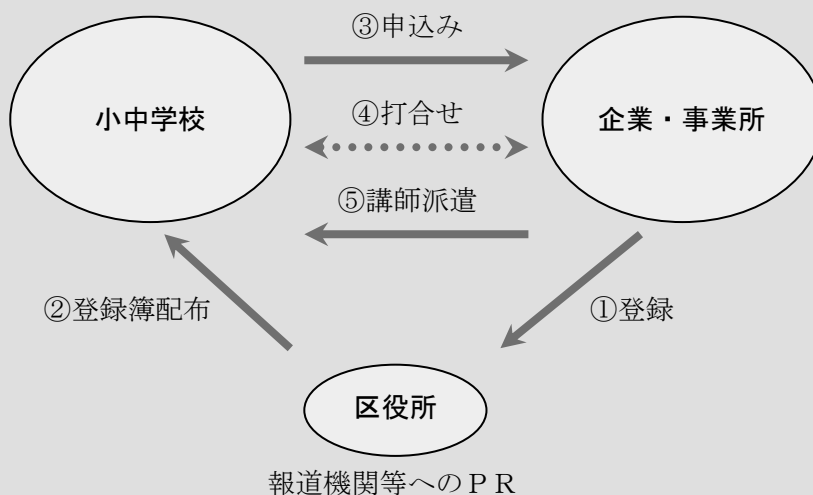 ③申込み
小中学校
④打合せ
企業・事業所
⑤講師派遣
②登録簿配布
①登録
区役所
報道機関等へのＰＲ